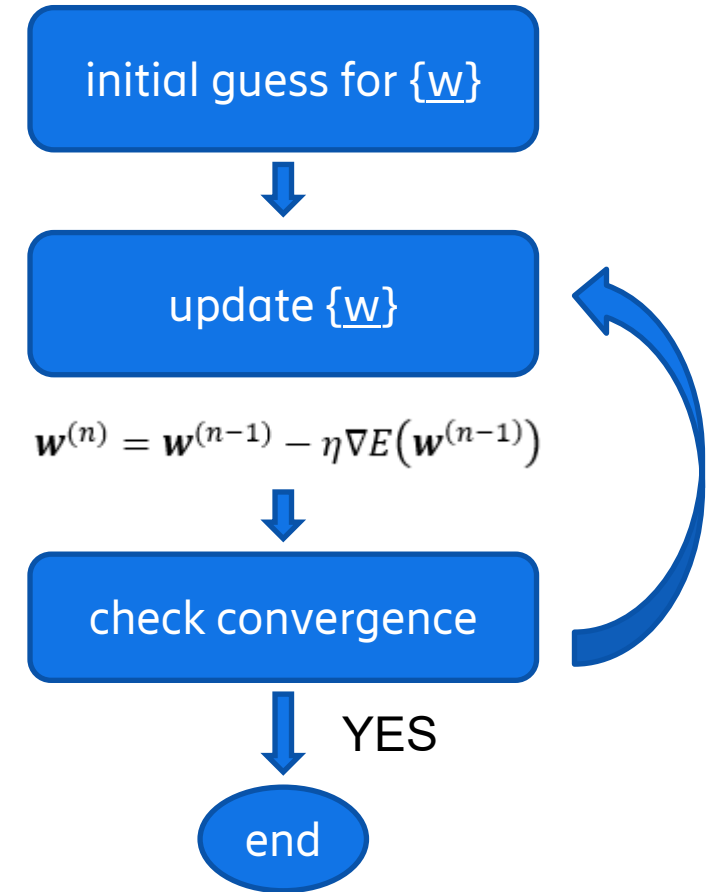 initial guess for {w}
update {w}
𝒘⁽ⁿ⁾ = 𝒘⁽ⁿ⁻¹⁾ − η∇E(𝒘⁽ⁿ⁻¹⁾)
check convergence
YES
end